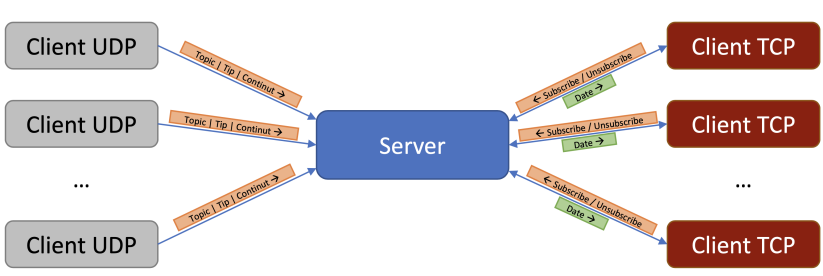 Client UDP
Topic | Tip | Continut →
← Subscribe / Unsubscribe
Date →
Client TCP
Client UDP
Topic | Tip | Continut →
Server
← Subscribe / Unsubscribe
Date →
Client TCP
...
...
Client UDP
Topic | Tip | Continut →
← Subscribe / Unsubscribe
Date →
Client TCP